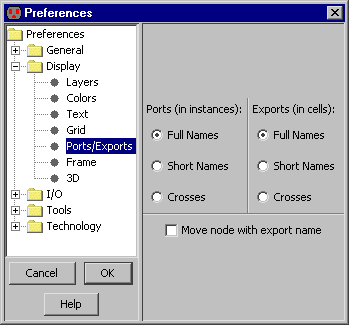 Preferences
Preferences
General
Display
Layers
Colors
Text
Grid
Ports/Exports
Frame
3D
I/O
Tools
Technology
Cancel
OK
Help
Ports (in instances):
Exports (in cells):
Full Names
Full Names
Short Names
Short Names
Crosses
Crosses
Move node with export name